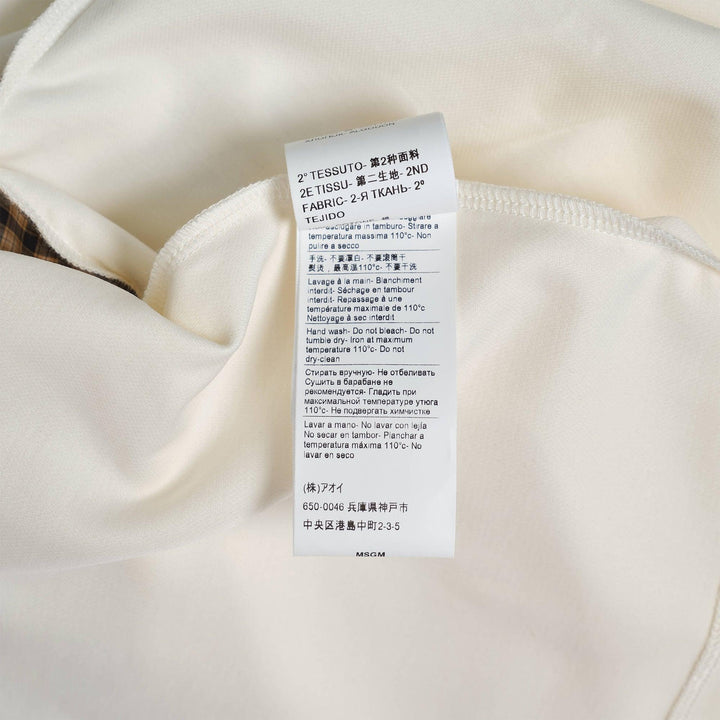 2° TESSUTO- 第2种面料
2E TISSU- 第二生地- 2ND
FABRIC- 2-Я ТКАНЬ- 2°
TEJIDO
in tamburo- Stirare a
temperatura massima 110°c- Non
pulire a secco
手洗- 不要漂白- 不要滚筒干
熨烫，最高温110°c- 不要干洗
Lavage à la main- Blanchiment
interdit- Séchage en tambour
interdit- Repassage à une
température maximale de 110°c
Nettoyage à sec interdit
Hand wash- Do not bleach- Do not
tumble dry- Iron at maximum
temperature 110°c- Do not
dry-clean
Стирать вручную- Не отбеливать
Сушить в барабане не
рекомендуется- Гладить при
максимальной температуре утюга
110°c- Не подвергать химчистке
Lavar a mano- No lavar con lejía
No secar en tambor- Planchar a
temperatura máxima 110°c- No
lavar en seco
(株)アオイ
650-0046 兵庫県神戸市
中央区港島中町2-3-5
MSGM